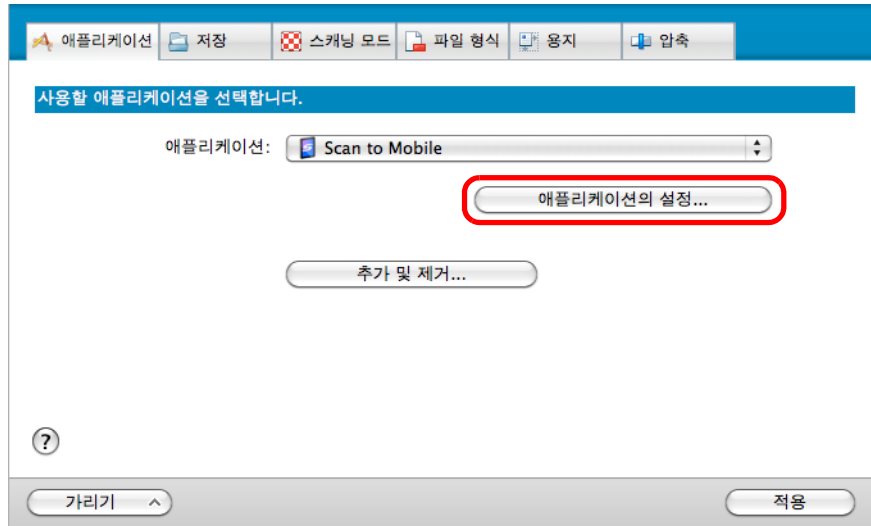 애플리케이션 저장 스캐닝 모드 파일 형식 용지 압축
사용할 애플리케이션을 선택합니다.
애플리케이션: Scan to Mobile
애플리케이션의 설정...
추가 및 제거...
?
가리기 적용